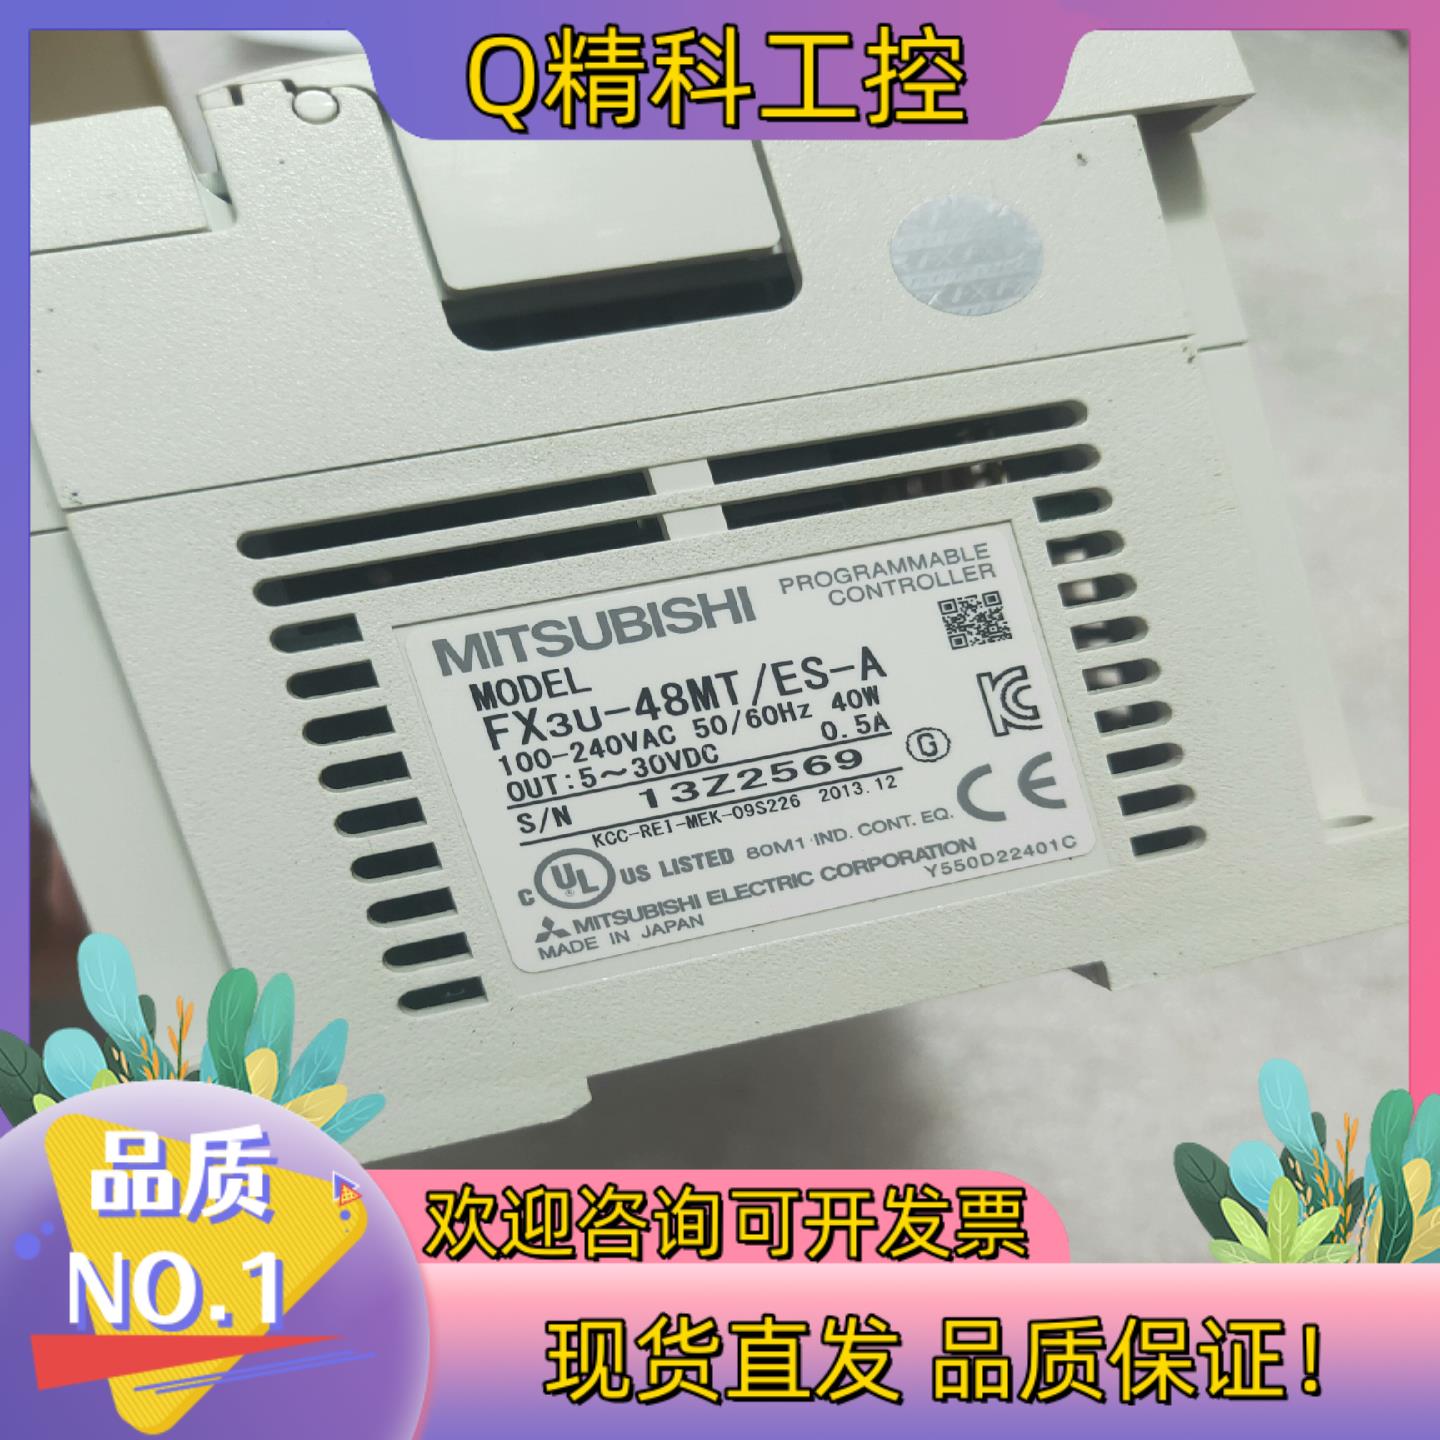 Q精科工控
MITSUBISHI
PROGRAMMABLE
CONTROLLER
MODEL
FX3U-48MT/ES-A
100-240VAC 50/60Hz 40W
OUT:5~30VDC 0.5A
S/N 13Z2569
KCC-REI-MEK-09S226 2013.12
G
C UL US LISTED 80M1 IND. CONT. EQ.
CE
MITSUBISHI ELECTRIC CORPORATION
MADE IN JAPAN
Y550D22401C
品质
NO.1
欢迎咨询可开发票
现货直发 品质保证!